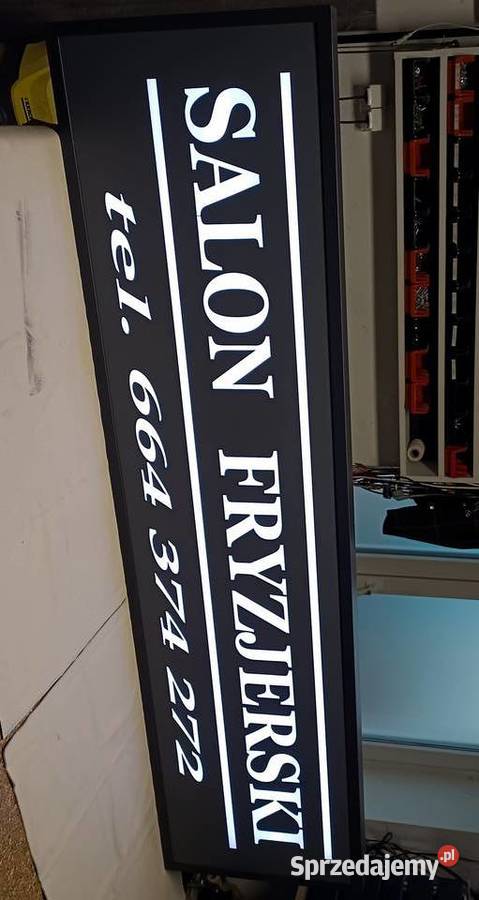 SALON FRYZJERSKI
tel. 664 374 272
Sprzedajemy.pl